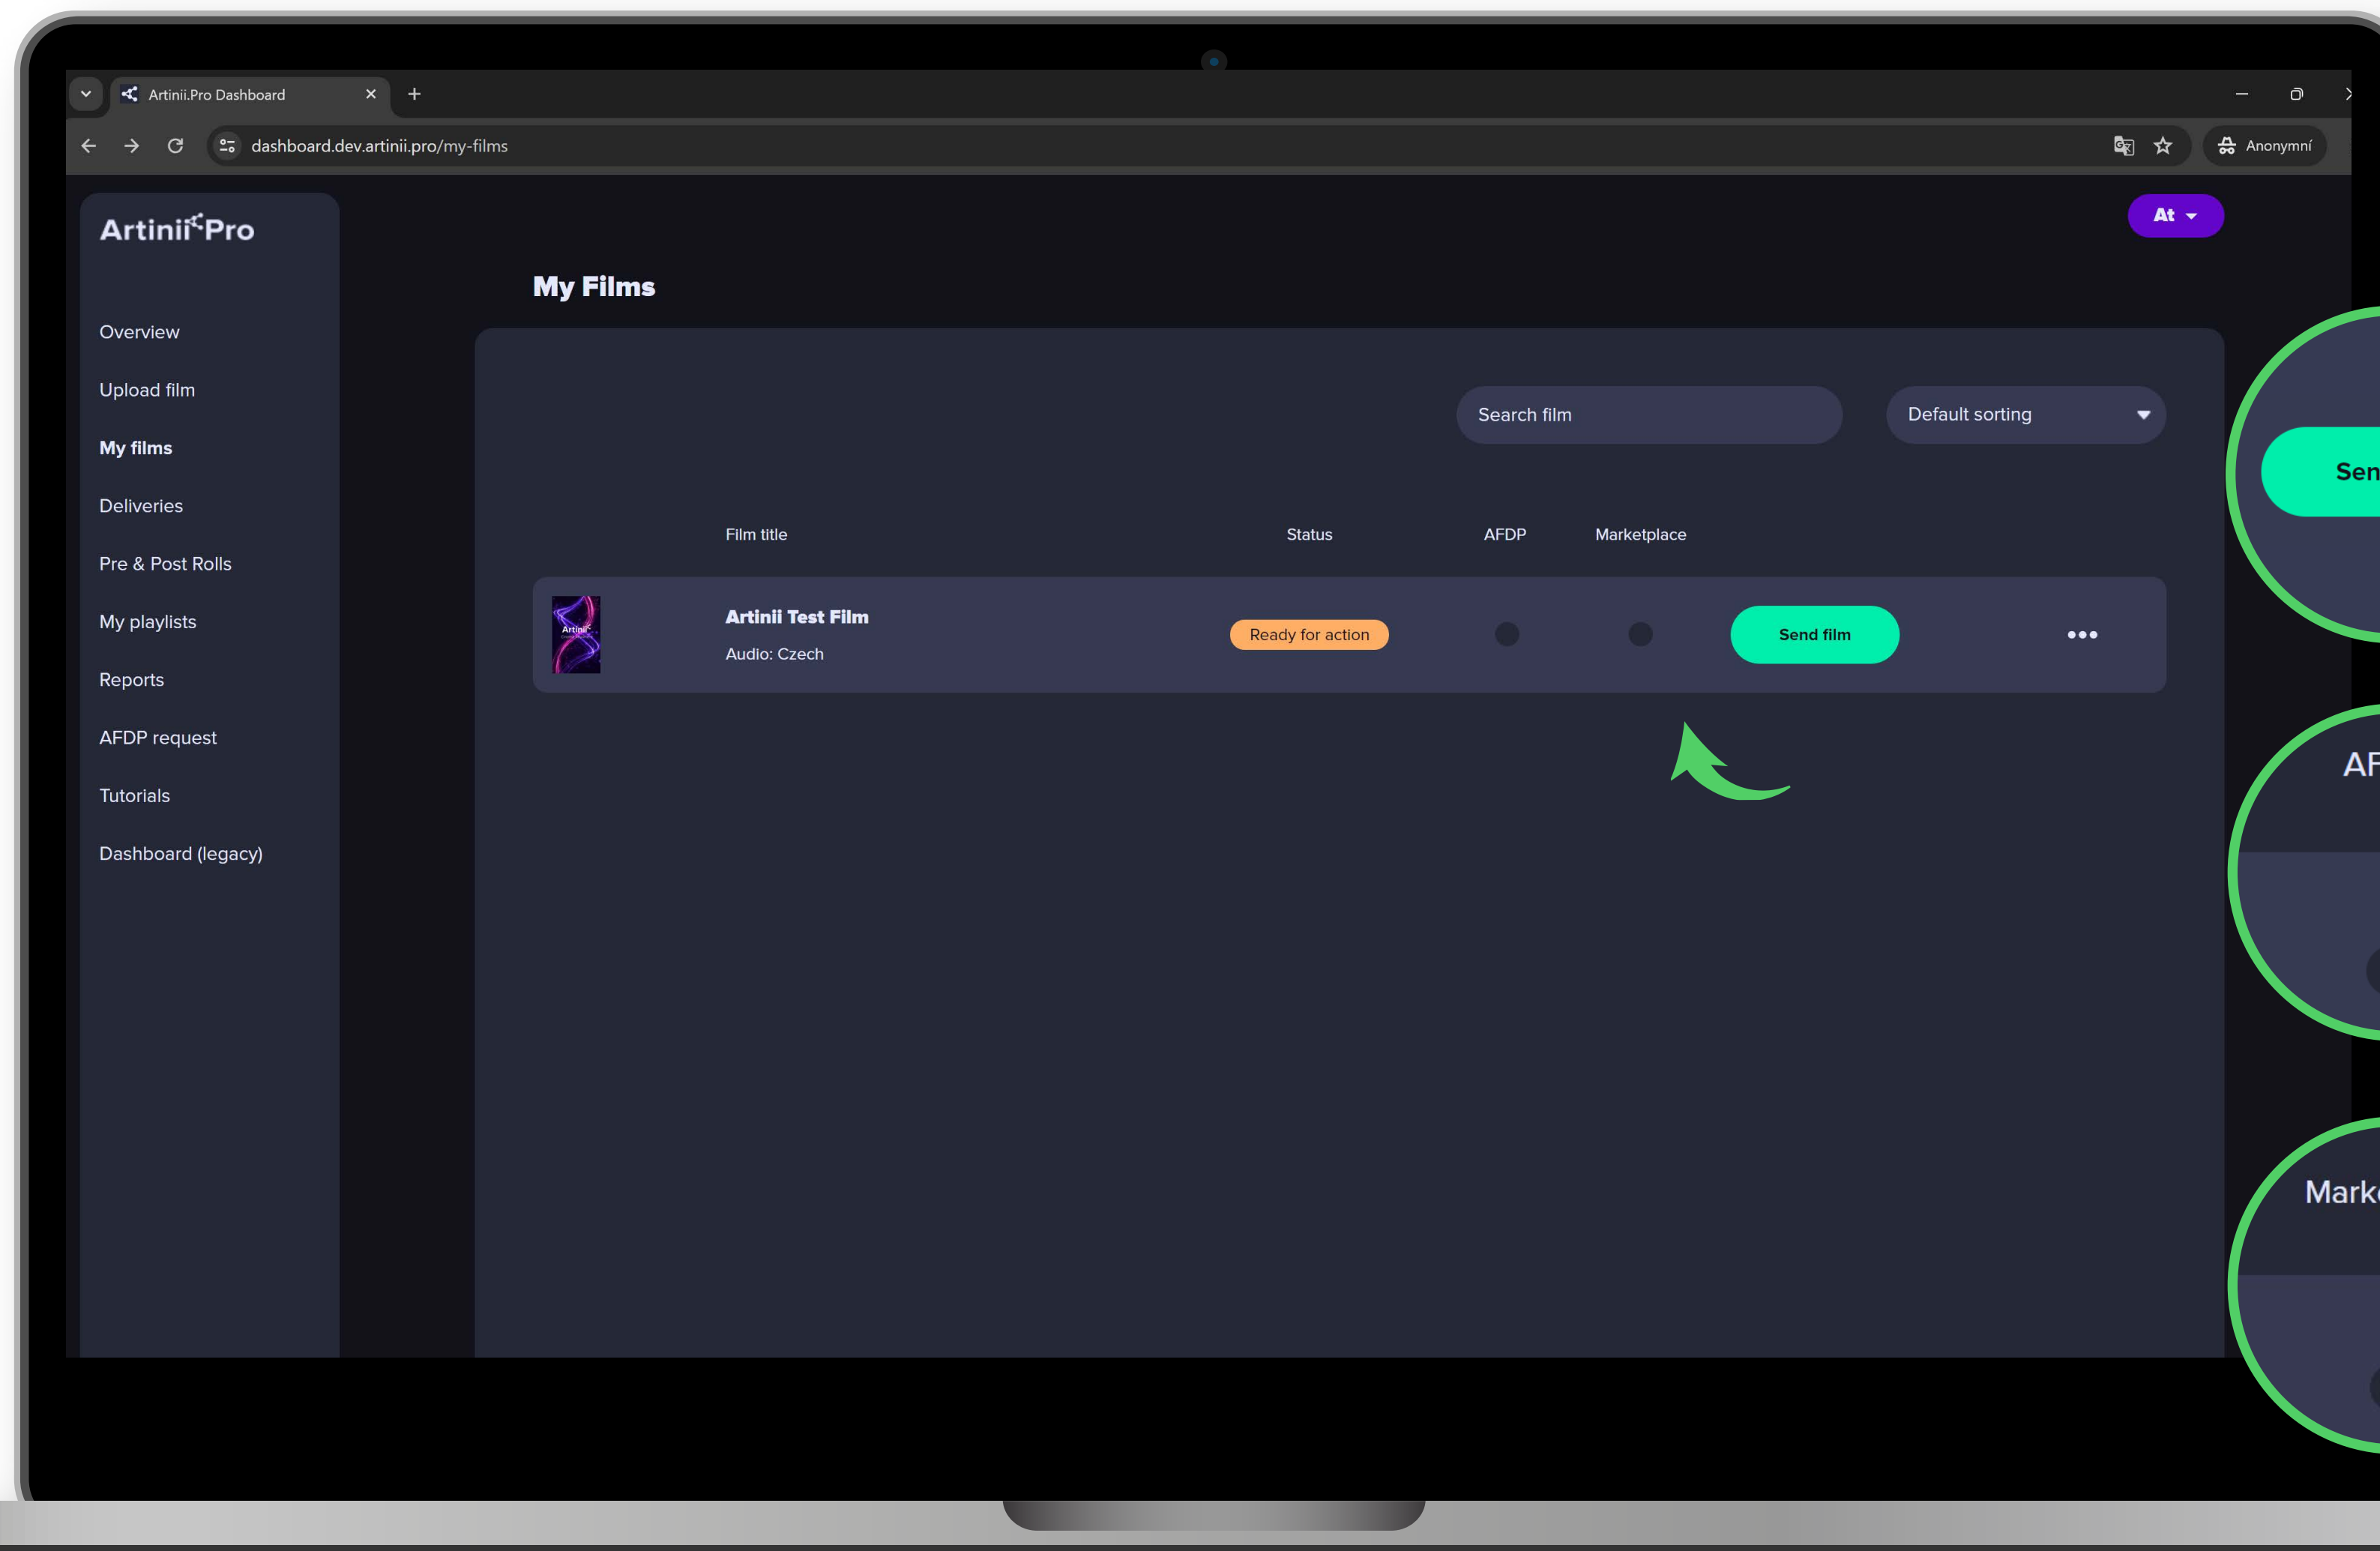 Artinii.Pro Dashboard
dashboard.dev.artinii.pro/my-films
Anonymní
Artinii Pro
At
Overview
Upload film
My films
Deliveries
Pre & Post Rolls
My playlists
Reports
AFDP request
Tutorials
Dashboard (legacy)
My Films
Search film
Default sorting
Film title
Status
AFDP
Marketplace
Artinii
Artinii Test Film
Audio: Czech
Ready for action
Send film
Sen
AF
Mark